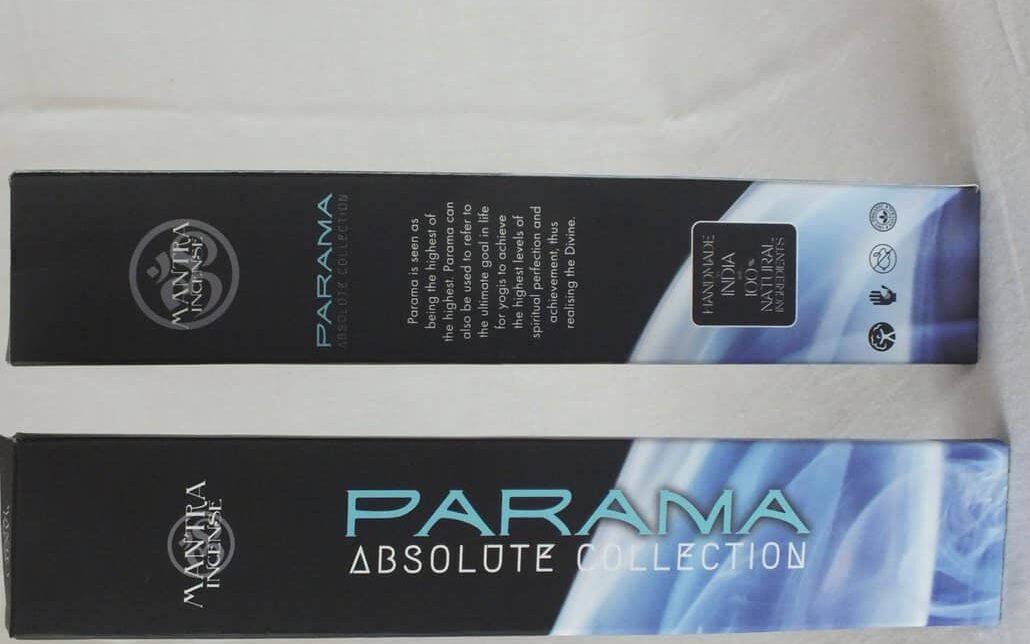 MANTRA
INCENSE
PARAMA
ABSOLUTE COLLECTION
Parama is seen as
being the highest of
the highest. Parama can
also be used to refer to
the ultimate goal in life
for yogis to achieve
the highest levels of
spiritual perfection and
achievement, thus
realising the Divine.
HANDMADE
INDIA
100%
NATURAL
INGREDIENTS
MANTRA
INCENSE
PARAMA
ABSOLUTE COLLECTION